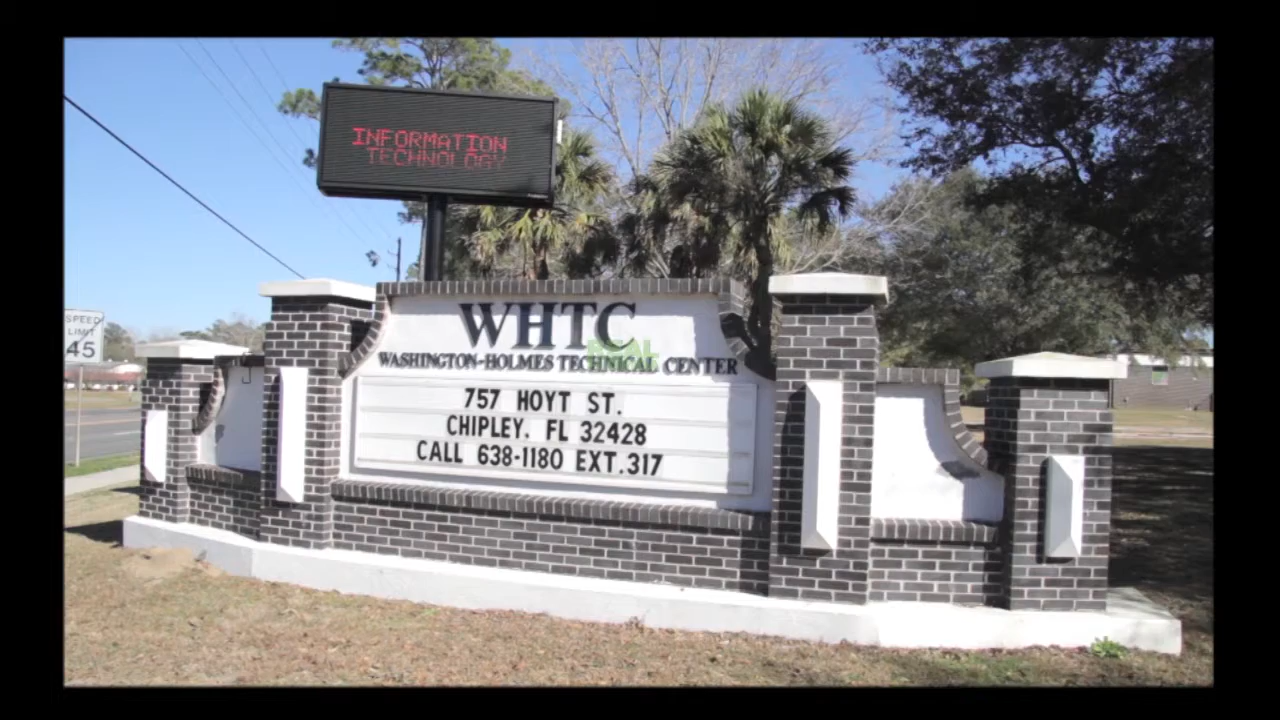 INFORMATION
TECHNOLOGY
SPEED
LIMIT
45
WHTC
WASHINGTON-HOLMES TECHNICAL CENTER
757 HOYT ST.
CHIPLEY, FL 32428
CALL 638-1180 EXT.317